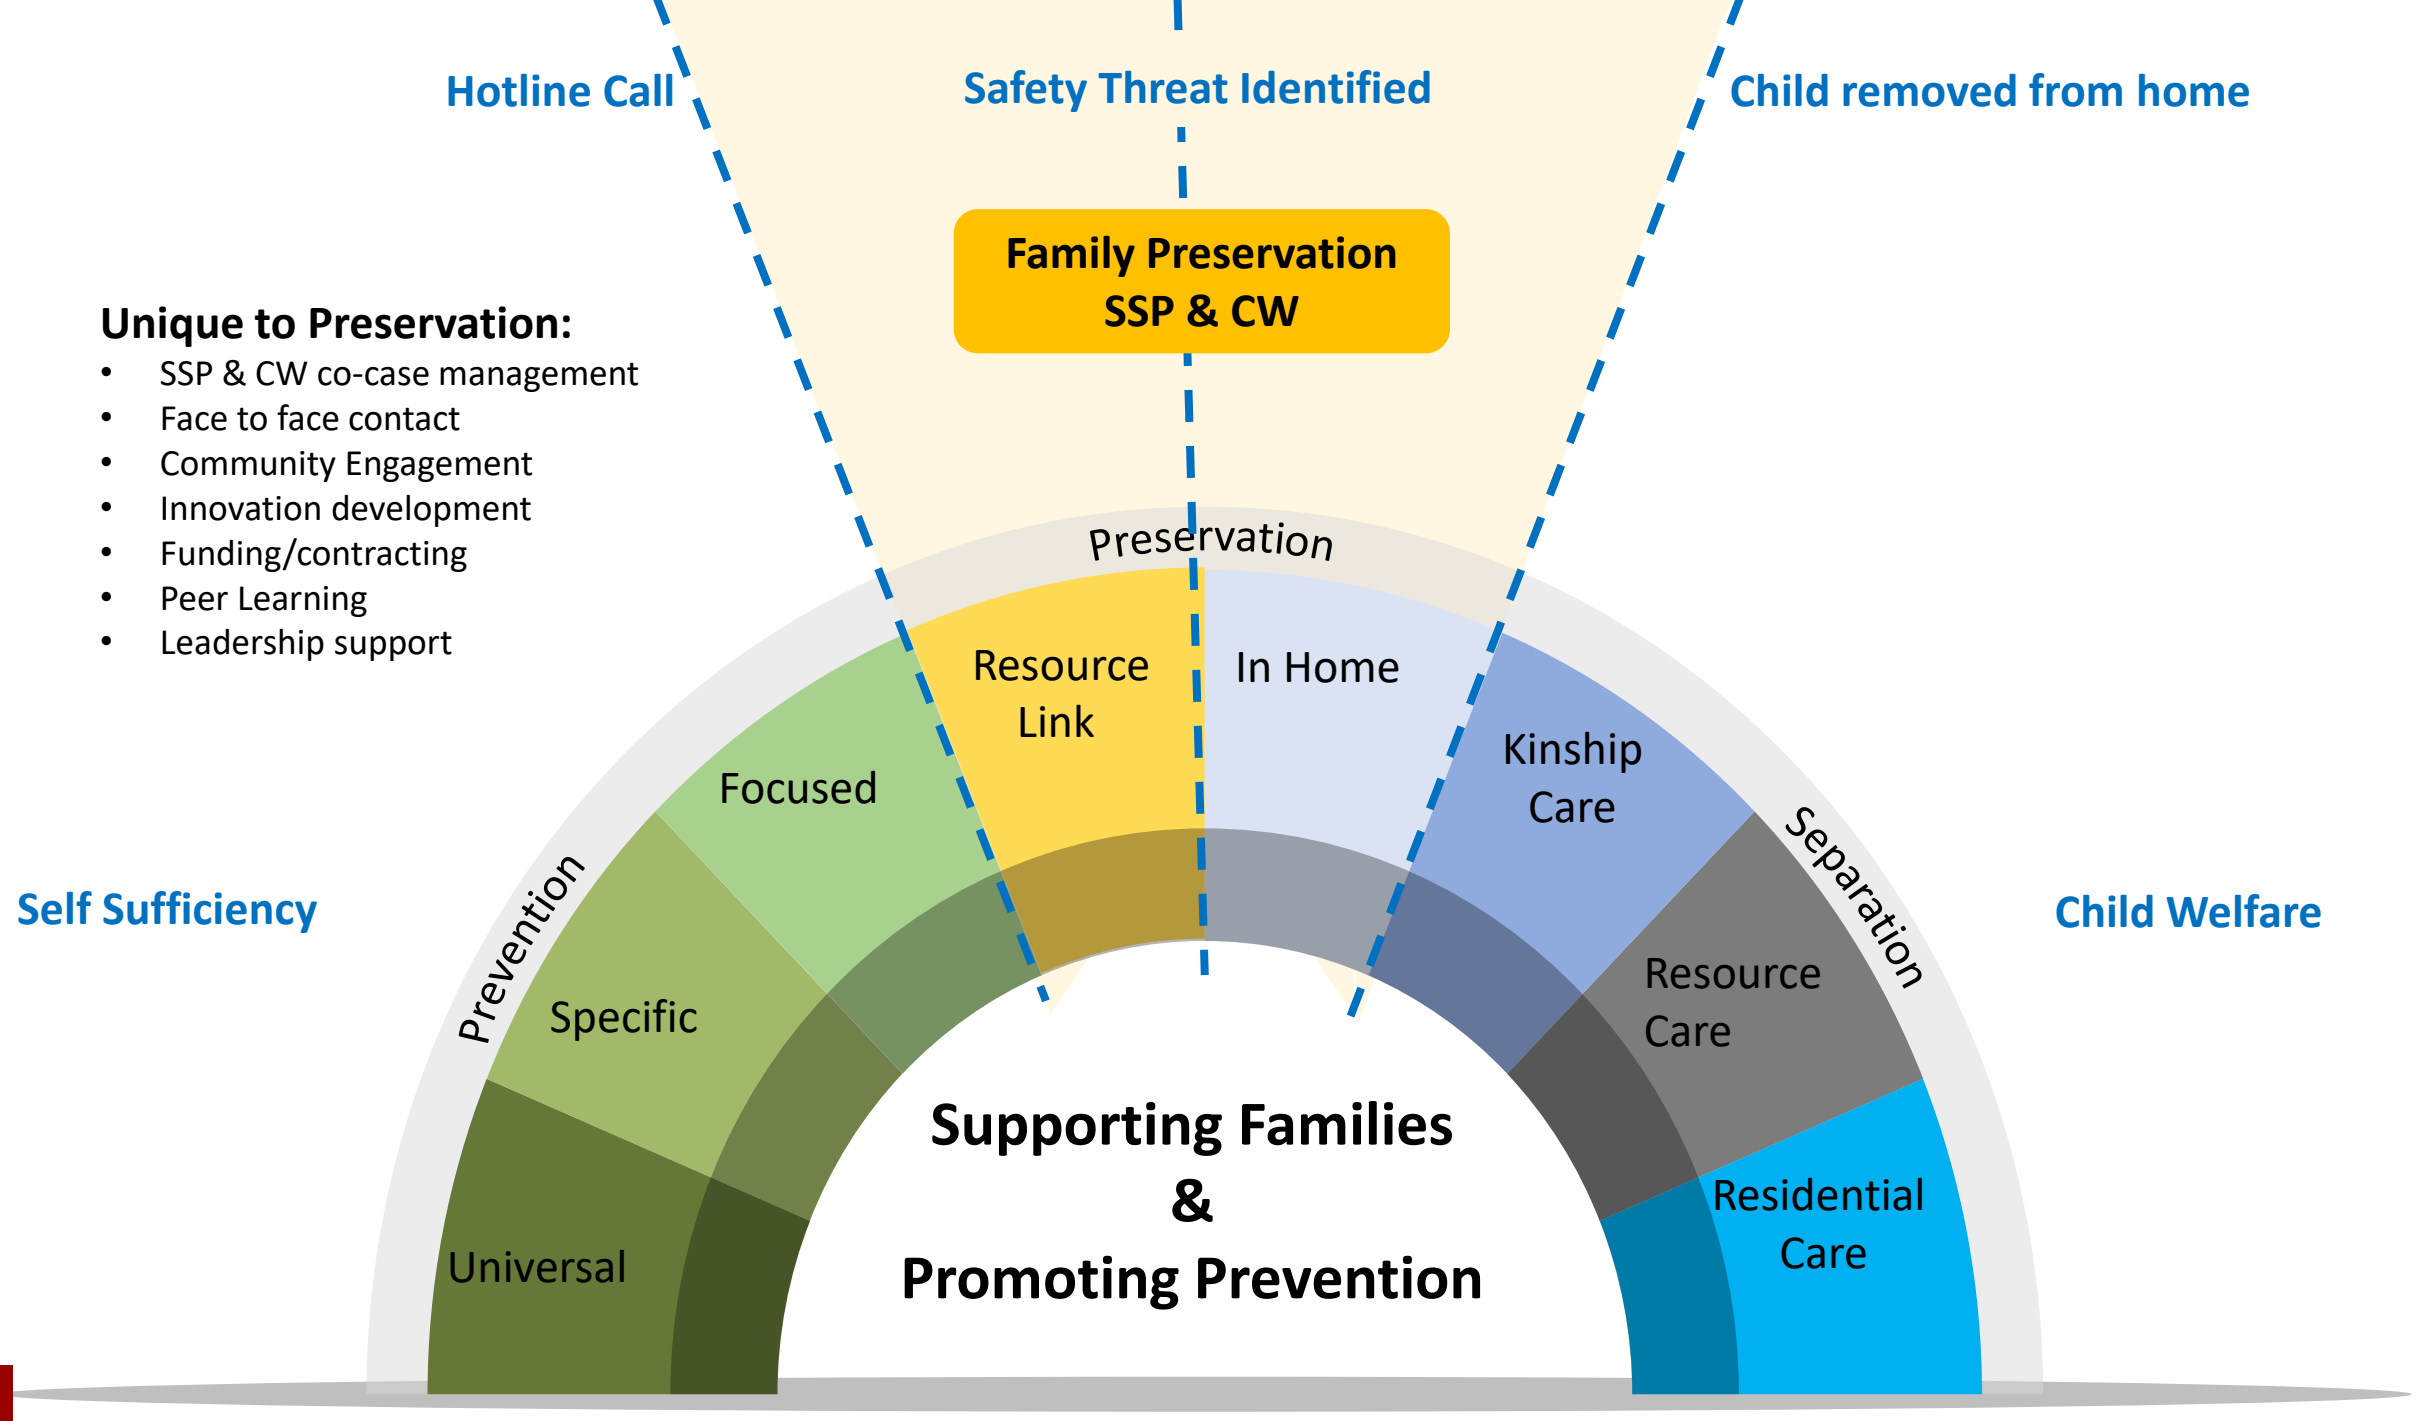 Hotline Call
Safety Threat Identified
Child removed from home
Family Preservation
SSP & CW
Unique to Preservation:
• SSP & CW co-case management
• Face to face contact
• Community Engagement
• Innovation development
• Funding/contracting
• Peer Learning
• Leadership support
Preservation
Resource
Link
In Home
Focused
Kinship
Care
Prevention
Separation
Self Sufficiency
Child Welfare
Specific
Resource
Care
Universal
Residential
Care
Supporting Families
&
Promoting Prevention